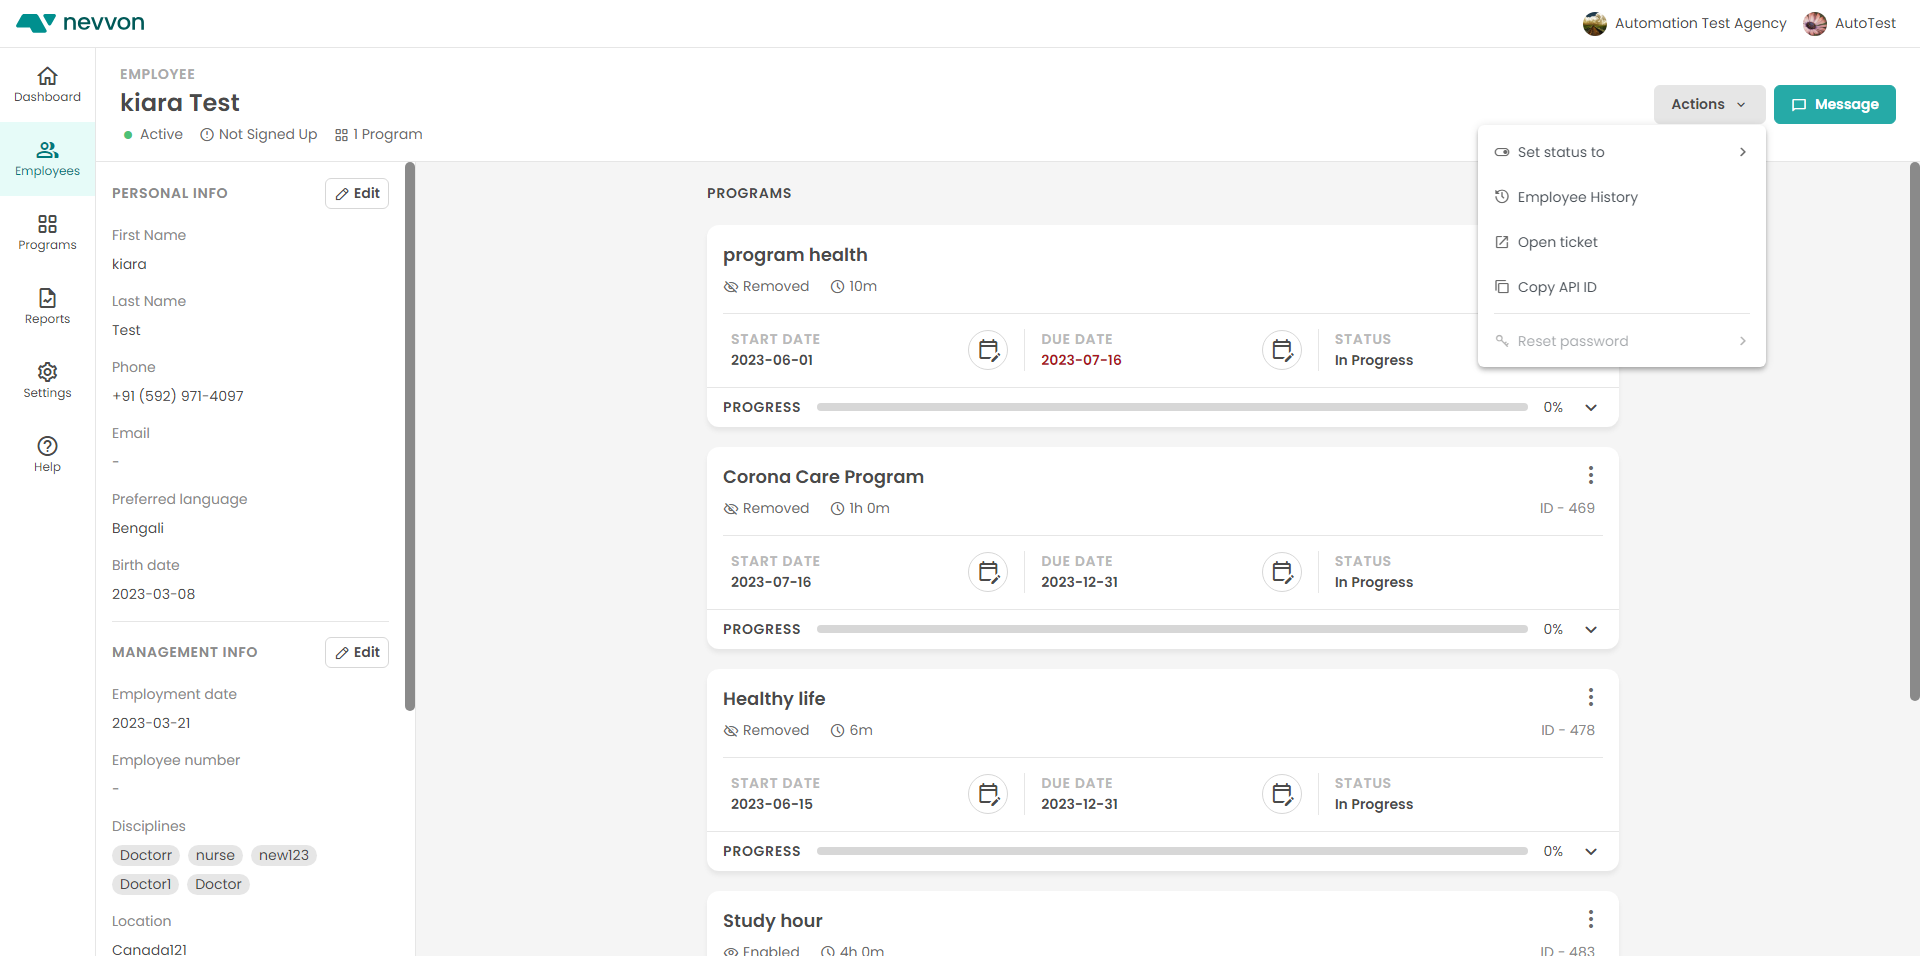 nevvon
Automation Test Agency
AutoTest
Dashboard
Employees
Programs
Reports
Settings
Help
EMPLOYEE
kiara Test
Active
Not Signed Up
1 Program
Actions
Message
Set status to
Employee History
Open ticket
Copy API ID
Reset password
PERSONAL INFO
Edit
First Name
kiara
Last Name
Test
Phone
+91 (592) 971-4097
Email
-
Preferred language
Bengali
Birth date
2023-03-08
MANAGEMENT INFO
Edit
Employment date
2023-03-21
Employee number
-
Disciplines
Doctorr nurse new123
Doctor1 Doctor
Location
Canada121
PROGRAMS
program health
Removed 10m
START DATE
2023-06-01
DUE DATE
2023-07-16
STATUS
In Progress
PROGRESS 0%
Corona Care Program
Removed 1h 0m
ID - 469
START DATE
2023-07-16
DUE DATE
2023-12-31
STATUS
In Progress
PROGRESS 0%
Healthy life
Removed 6m
ID - 478
START DATE
2023-06-15
DUE DATE
2023-12-31
STATUS
In Progress
PROGRESS 0%
Study hour
Enabled 4h 0m
ID - 483